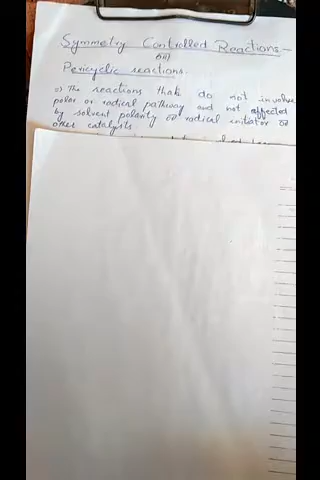 Symmetry Controlled Reactions:-
or)
Pericyclic reactions.
o) The reactions that do not involve
polar or radical pathway and not affected
by solvent polarity or radical initiator or
other catalysts.